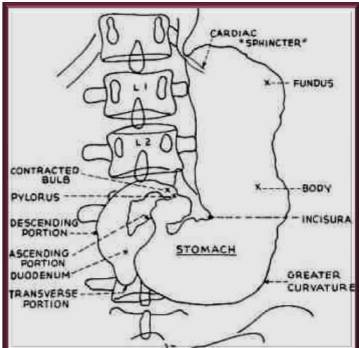 CARDIAC
"SPHINCTER"
FUNDUS
L1
L2
CONTRACTED
BULB
PYLORUS
BODY
DESCENDING
PORTION
INCISURA
STOMACH
ASCENDING
PORTION
DUODENUM
GREATER
CURVATURE
TRANSVERSE
PORTION